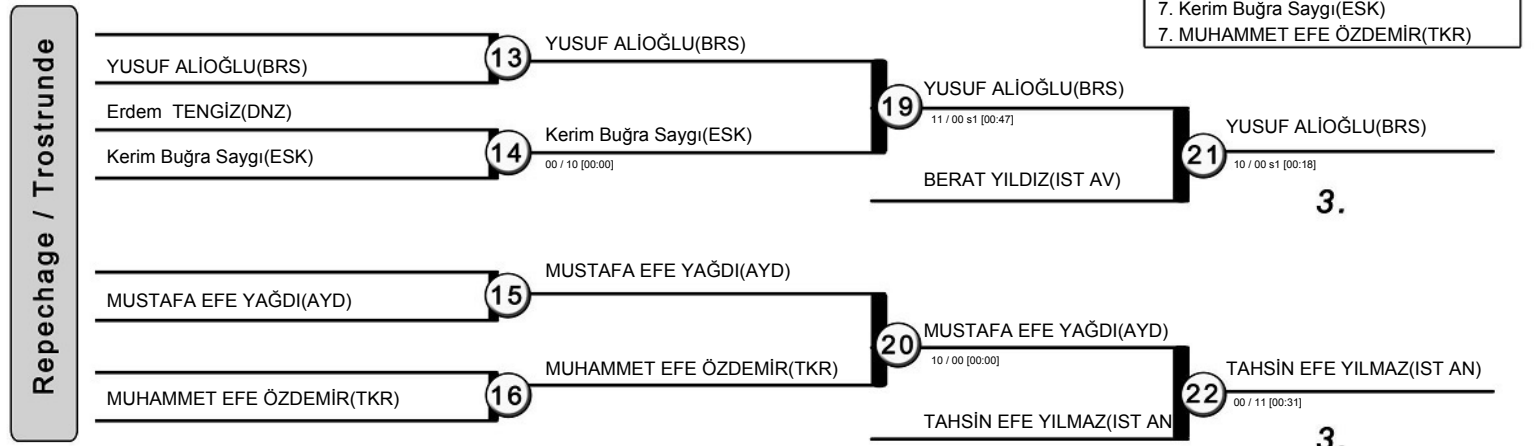 7. Kerim Buğra Saygı(ESK)
7. MUHAMMET EFE ÖZDEMİR(TKR)
Repechage / Trostrunde
YUSUF ALİOĞLU(BRS)
13
YUSUF ALİOĞLU(BRS)
Erdem TENGİZ(DNZ)
Kerim Buğra Saygı(ESK)
14
Kerim Buğra Saygı(ESK)
00 / 10 [00:00]
19
YUSUF ALİOĞLU(BRS)
11 / 00 s1 [00:47]
BERAT YILDIZ(IST AV)
21
YUSUF ALİOĞLU(BRS)
10 / 00 s1 [00:18]
3.
MUSTAFA EFE YAĞDI(AYD)
15
MUSTAFA EFE YAĞDI(AYD)
MUHAMMET EFE ÖZDEMİR(TKR)
16
MUHAMMET EFE ÖZDEMİR(TKR)
20
MUSTAFA EFE YAĞDI(AYD)
10 / 00 [00:00]
TAHSİN EFE YILMAZ(IST AN
22
TAHSİN EFE YILMAZ(IST AN)
00 / 11 [00:31]
3.